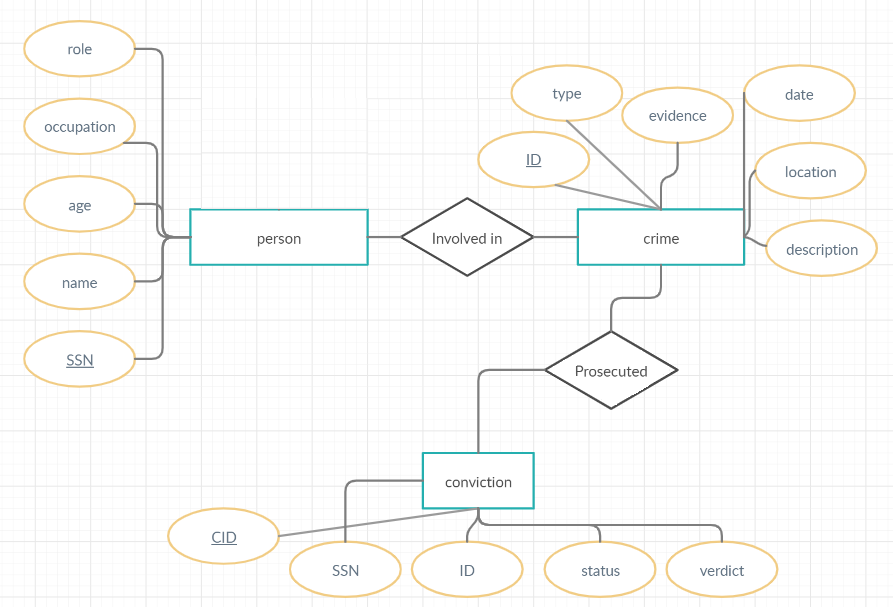 role
occupation
age
name
SSN
person
Involved in
type
evidence
ID
date
location
description
crime
Prosecuted
conviction
CID
SSN
ID
status
verdict